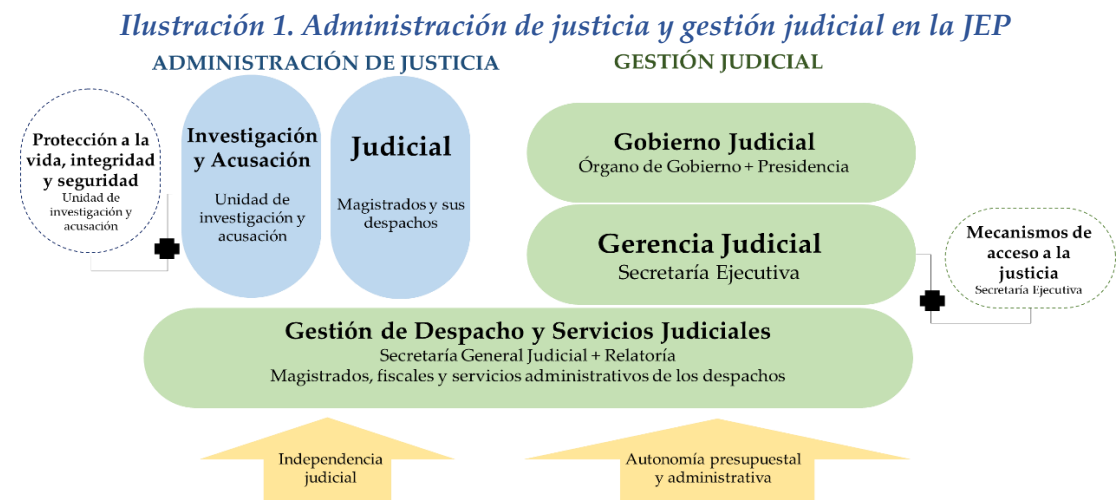 Ilustración 1. Administración de justicia y gestión judicial en la JEP
ADMINISTRACIÓN DE JUSTICIA
GESTIÓN JUDICIAL
Protección a la
vida, integridad
y seguridad
Unidad de
investigación y
acusación
Investigación
y Acusación
Unidad de
investigación y
acusación
Judicial
Magistrados y sus
despachos
Gobierno Judicial
Órgano de Gobierno + Presidencia
Gerencia Judicial
Secretaría Ejecutiva
Mecanismos de
acceso a la
justicia
Secretaría Ejecutiva
Gestión de Despacho y Servicios Judiciales
Secretaría General Judicial + Relatoría
Magistrados, fiscales y servicios administrativos de los despachos
Independencia
judicial
Autonomía presupuestal
y administrativa